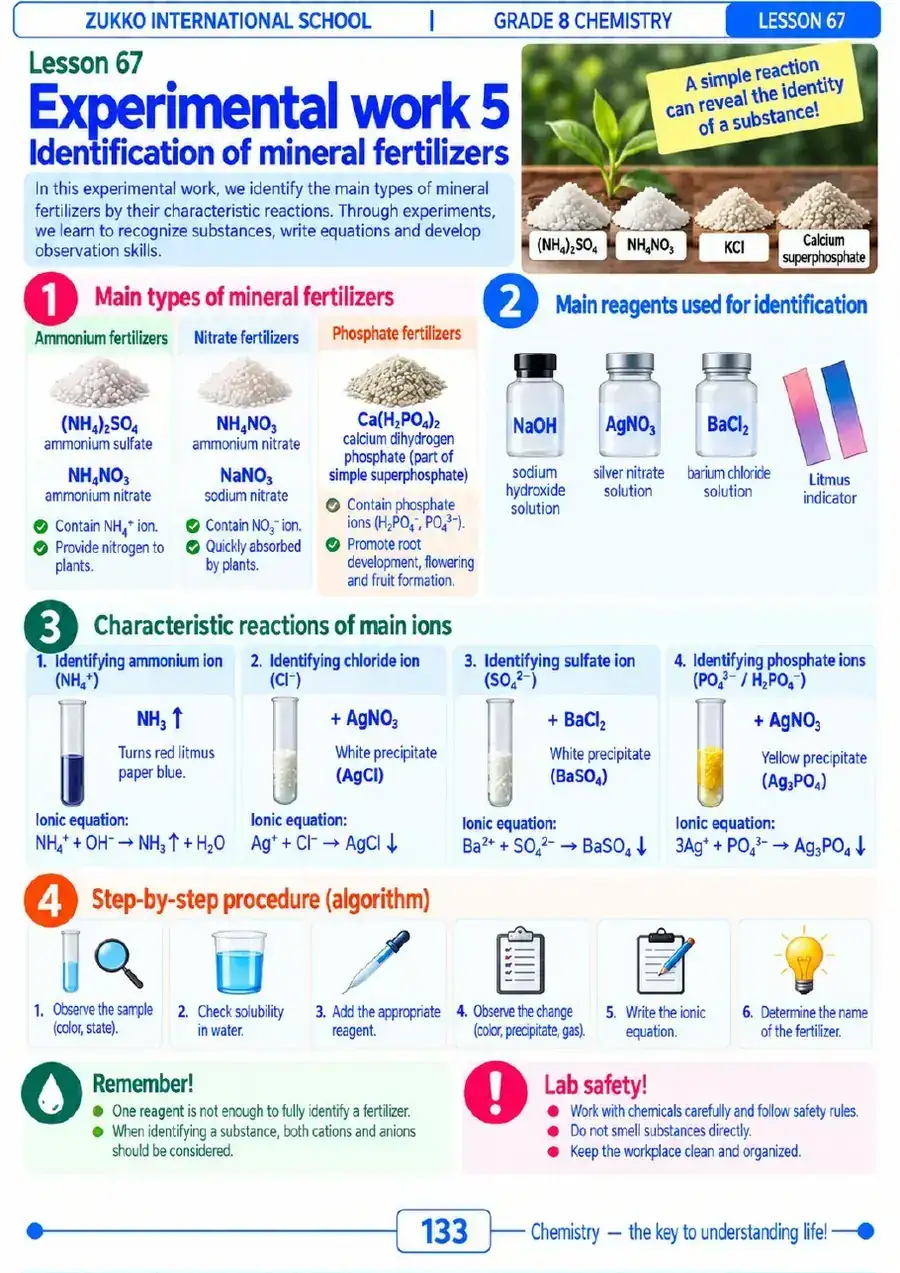 ZUKKO INTERNATIONAL SCHOOL | GRADE 8 CHEMISTRY LESSON 67
Lesson 67
Experimental work 5
Identification of mineral fertilizers
In this experimental work, we identify the main types of mineral
fertilizers by their characteristic reactions. Through experiments,
we learn to recognize substances, write equations and develop
observation skills.
A simple reaction
can reveal the identity
of a substance!
(NH₄)₂SO₄
NH₄NO₃
KCl
Calcium
superphosphate
1 Main types of mineral fertilizers
Ammonium fertilizers
(NH₄)₂SO₄
ammonium sulfate
NH₄NO₃
ammonium nitrate
Contain NH₄⁺ ion.
Provide nitrogen to
plants.
Nitrate fertilizers
NH₄NO₃
ammonium nitrate
NaNO₃
sodium nitrate
Contain NO₃⁻ ion.
Quickly absorbed
by plants.
Phosphate fertilizers
Ca(H₂PO₄)₂
calcium dihydrogen
phosphate (part of
simple superphosphate)
Contain phosphate
ions (H₂PO₄⁻, PO₄³⁻).
Promote root
development, flowering
and fruit formation.
2 Main reagents used for identification
NaOH
sodium
hydroxide
solution
AgNO₃
silver nitrate
solution
BaCl₂
barium chloride
solution
Litmus
indicator
3 Characteristic reactions of main ions
1. Identifying ammonium ion
(NH₄⁺)
NH₃ ↑
Turns red litmus
paper blue.
Ionic equation:
NH₄⁺ + OH⁻ → NH₃ ↑ + H₂O
2. Identifying chloride ion
(Cl⁻)
+ AgNO₃
White precipitate
(AgCl)
Ionic equation:
Ag⁺ + Cl⁻ → AgCl ↓
3. Identifying sulfate ion
(SO₄²⁻)
+ BaCl₂
White precipitate
(BaSO₄)
Ionic equation:
Ba²⁺ + SO₄²⁻ → BaSO₄ ↓
4. Identifying phosphate ions
(PO₄³⁻ / H₂PO₄⁻)
+ AgNO₃
Yellow precipitate
(Ag₃PO₄)
Ionic equation:
3Ag⁺ + PO₄³⁻ → Ag₃PO₄ ↓
4 Step-by-step procedure (algorithm)
1. Observe the sample
(color, state).
2. Check solubility
in water.
3. Add the appropriate
reagent.
4. Observe the change
(color, precipitate, gas).
5. Write the ionic
equation.
6. Determine the name
of the fertilizer.
Remember!
● One reagent is not enough to fully identify a fertilizer.
● When identifying a substance, both cations and anions
should be considered.
! Lab safety!
● Work with chemicals carefully and follow safety rules.
● Do not smell substances directly.
● Keep the workplace clean and organized.
133
Chemistry — the key to understanding life!